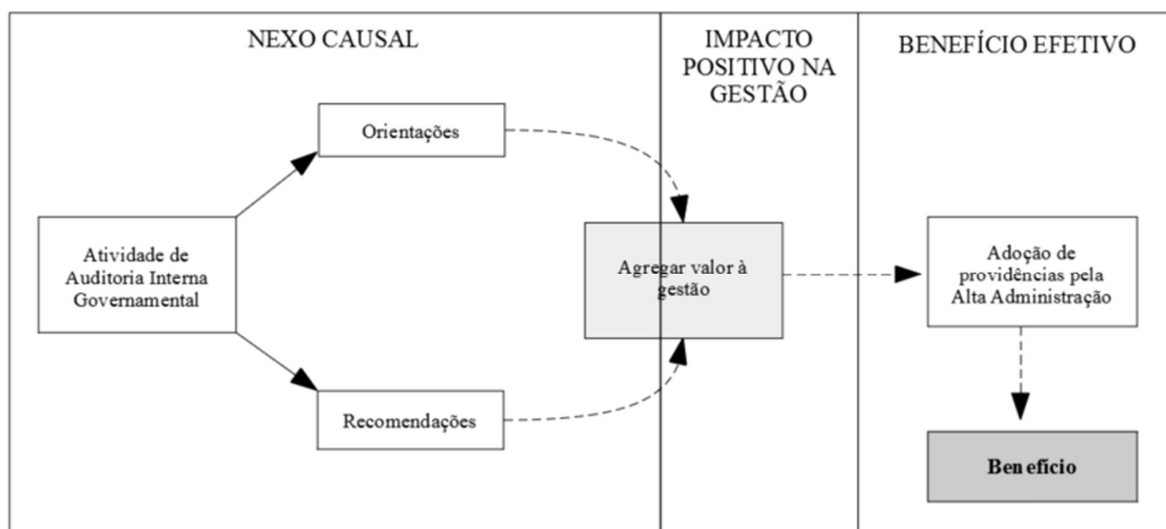 NEXO CAUSAL
IMPACTO
POSITIVO NA
GESTÃO
BENEFÍCIO EFETIVO
Orientações
Atividade de
Auditoria Interna
Governamental
Agregar valor à
gestão
Adoção de
providências pela
Alta Administração
Recomendações
Benefício